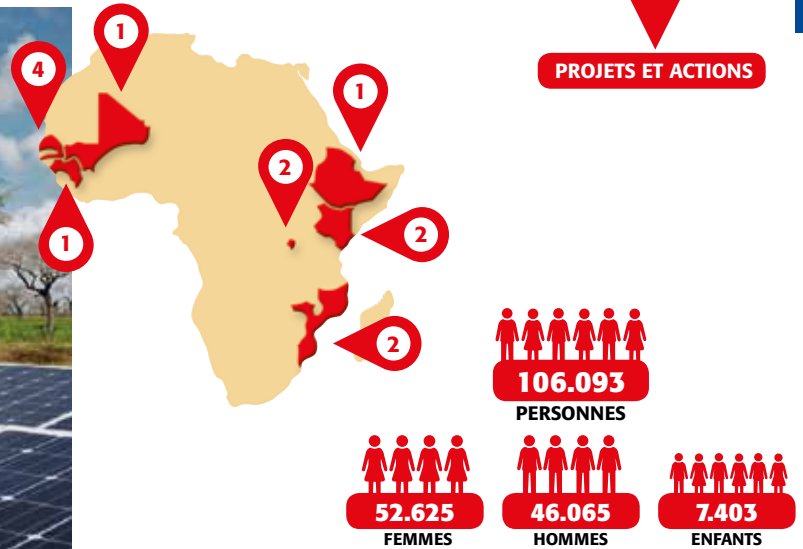 PROJETS ET ACTIONS
1
4
1
2
1
2
2
106.093
PERSONNES
52.625
FEMMES
46.065
HOMMES
7.403
ENFANTS